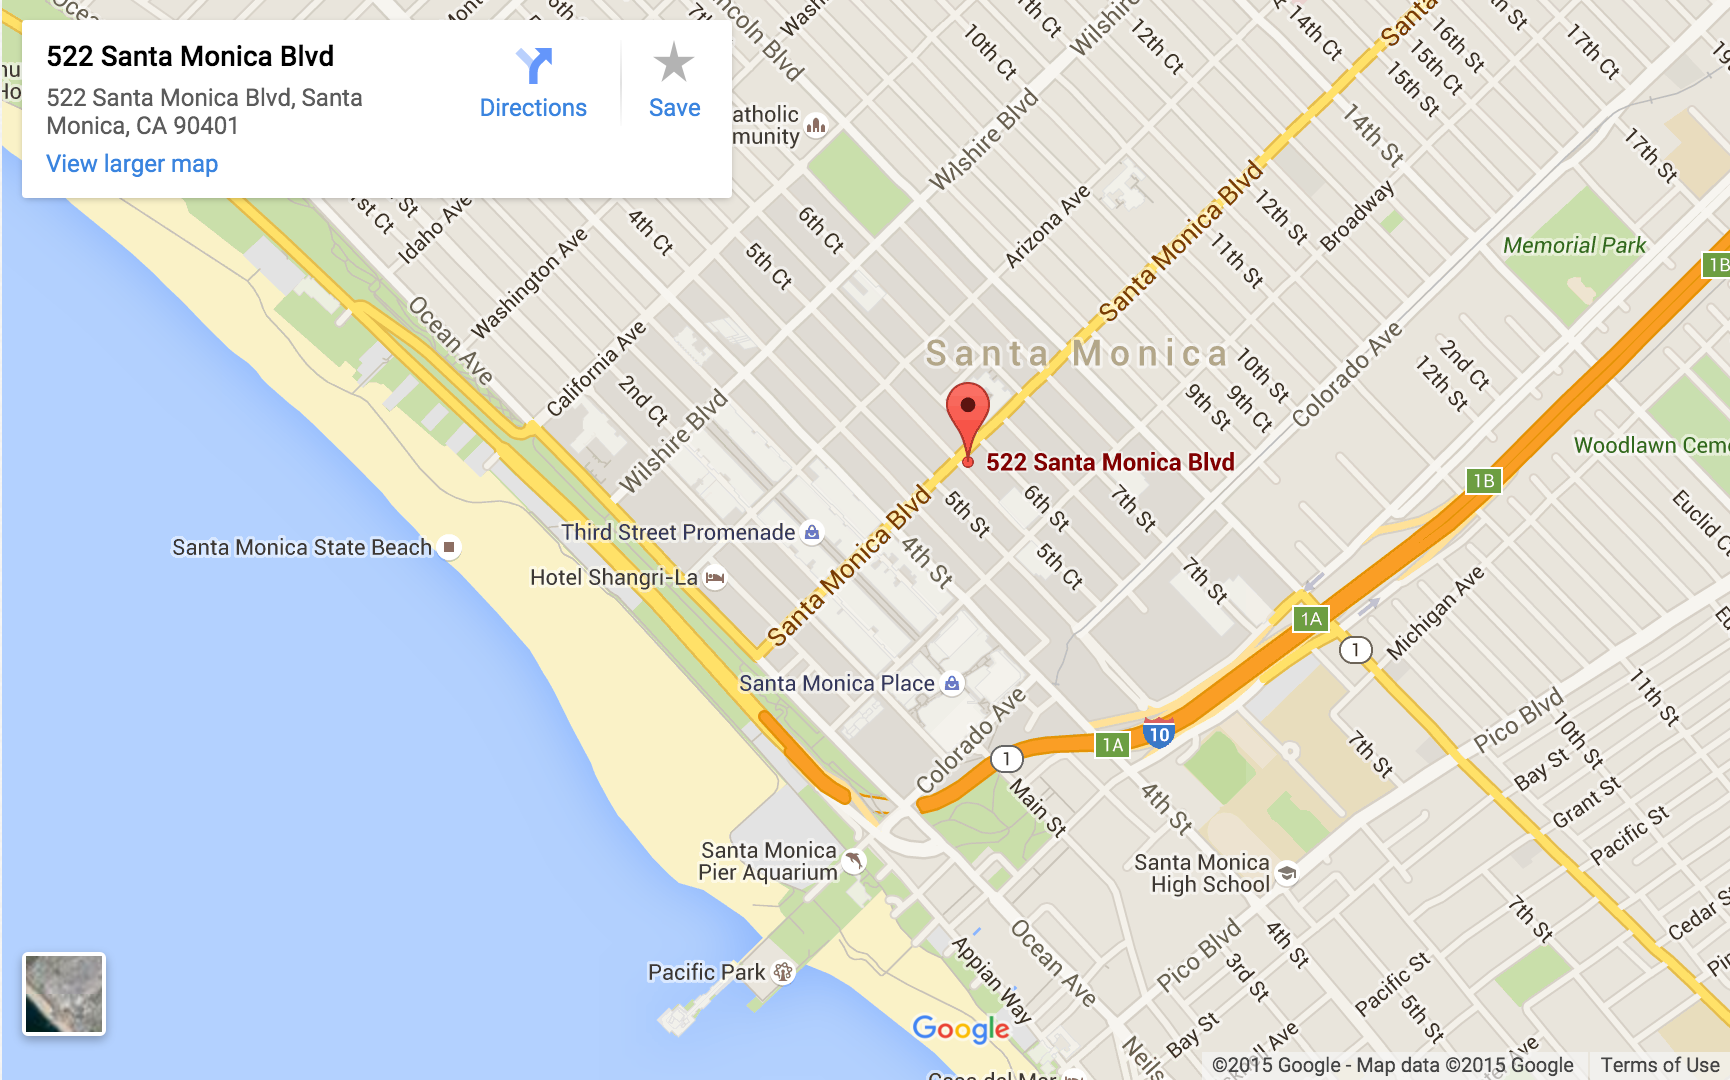 522 Santa Monica Blvd
522 Santa Monica Blvd, Santa
Monica, CA 90401
View larger map
Directions
Save
Lincoln Blvd
10th Ct
Wilshire Blvd
12th Ct
14th Ct
Santa
16th St
15th Ct
15th St
17th Ct
14th St
17th St
atholic
munity
Wilshire Blvd
Idaho Ave
Washington Ave
4th Ct
6th Ct
5th Ct
Arizona Ave
Santa Monica Blvd
12th St
11th St
Broadway
Memorial Park
1B
Ocean Ave
California Ave
2nd Ct
Wilshire Blvd
Santa Monica
10th St
9th Ct
9th St
Colorado Ave
2nd Ct
12th St
Woodlawn Ceme
1B
522 Santa Monica Blvd
Santa Monica Blvd
5th St
6th St
7th St
4th St
5th Ct
7th St
Euclid Ct
Third Street Promenade
Santa Monica State Beach
Hotel Shangri-La
1A
1
Michigan Ave
Santa Monica Place
Colorado Ave
1
1A
10
Main St
4th St
7th St
Pico Blvd
11th St
10th St
Bay St
Grant St
Pacific St
Santa Monica
Pier Aquarium
Santa Monica
High School
7th St
Cedar St
Pacific Park
Appian Way
Ocean Ave
Pico Blvd
4th St
3rd St
Pacific St
5th St
Bay St
Neils
Google
Casa del Mar
©2015 Google - Map data ©2015 Google
Terms of Use